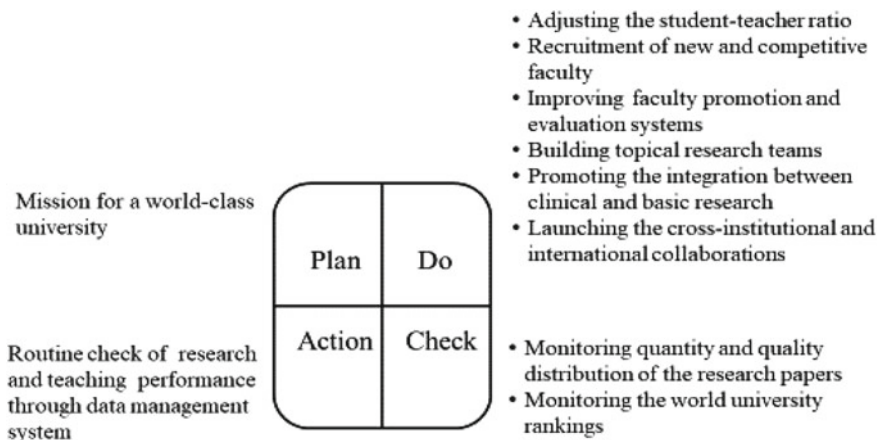 • Adjusting the student-teacher ratio
• Recruitment of new and competitive
faculty
• Improving faculty promotion and
evaluation systems
• Building topical research teams
• Promoting the integration between
clinical and basic research
• Launching the cross-institutional and
international collaborations
Mission for a world-class
university
Plan
Do
Action
Check
Routine check of research
and teaching performance
through data management
system
• Monitoring quantity and quality
distribution of the research papers
• Monitoring the world university
rankings